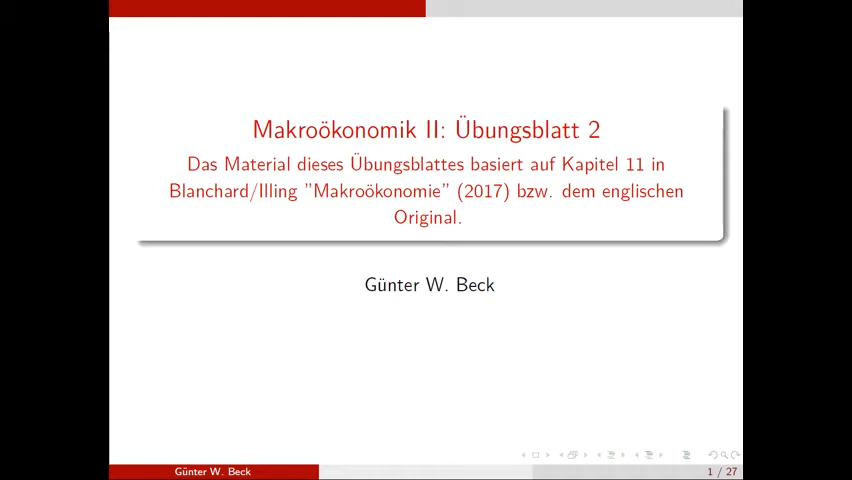 Makroökonomik II: Übungsblatt 2
Das Material dieses Übungsblattes basiert auf Kapitel 11 in
Blanchard/Illing ”Makroökonomie” (2017) bzw. dem englischen
Original.
Günter W. Beck
Günter W. Beck
1 / 27